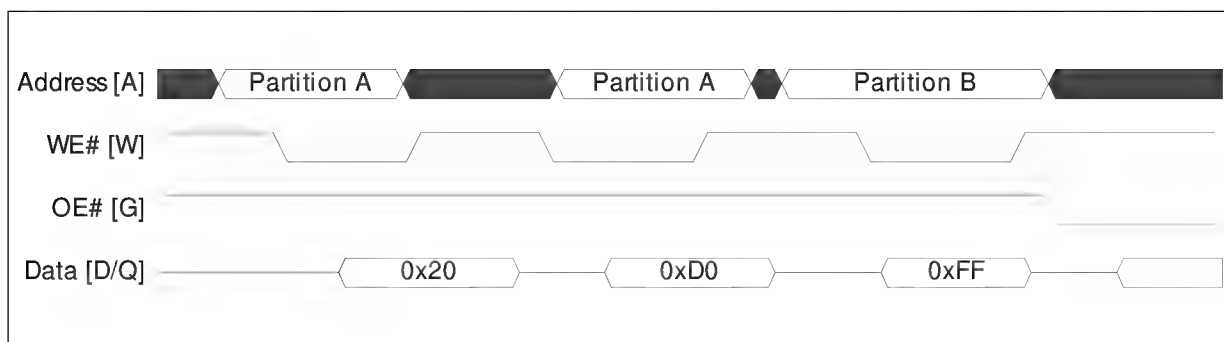 Address [A] Partition A Partition A Partition B
WE# [W]
OE# [G]
Data [D/Q] 0x20 0xD0 0xFF